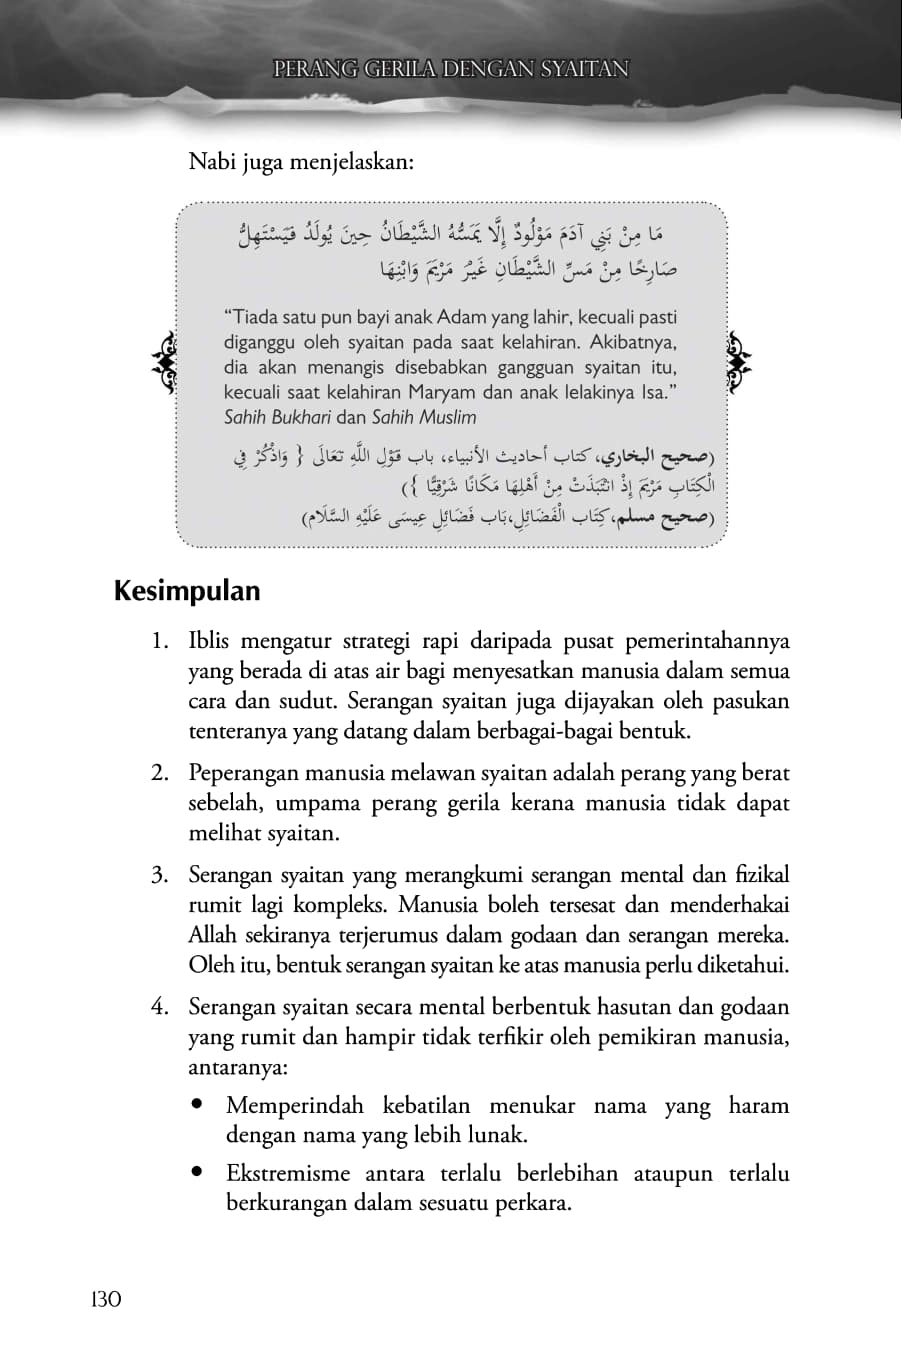 PERANG GERILA DENGAN SYAITAN
Nabi juga menjelaskan:
مَا مِنْ بَنِي آدَمَ مَوْلُودٌ إِلَّا يَمَسُّهُ الشَّيْطَانُ حِينَ يُولَدُ فَيَسْتَهِلُّ
صَارِخًا مِنْ مَسِّ الشَّيْطَانِ غَيْرَ مَرْيَمَ وَابْنِهَا
“Tiada satu pun bayi anak Adam yang lahir, kecuali pasti
diganggu oleh syaitan pada saat kelahiran. Akibatnya,
dia akan menangis disebabkan gangguan syaitan itu,
kecuali saat kelahiran Maryam dan anak lelakinya Isa.”
Sahih Bukhari dan Sahih Muslim
(صحيح البخاري، كتاب أحاديث الأنبياء، باب قَوْلِ اللَّهِ تعَالَى { وَاذْكُرْ فِي
الْكِتَابِ مَرْيَمَ إِذْ انْتَبَذَتْ مِنْ أَهْلِهَا مَكَانًا شَرْقِيًّا })
(صحيح مسلم، كِتَاب الْفَضَائِلِ،بَاب فَضَائِلِ عِيسَى عَلَيْهِ السَّلَام)
Kesimpulan
1. Iblis mengatur strategi rapi daripada pusat pemerintahannya
yang berada di atas air bagi menyesatkan manusia dalam semua
cara dan sudut. Serangan syaitan juga dijayakan oleh pasukan
tenteranya yang datang dalam berbagai-bagai bentuk.
2. Peperangan manusia melawan syaitan adalah perang yang berat
sebelah, umpama perang gerila kerana manusia tidak dapat
melihat syaitan.
3. Serangan syaitan yang merangkumi serangan mental dan fizikal
rumit lagi kompleks. Manusia boleh tersesat dan menderhakai
Allah sekiranya terjerumus dalam godaan dan serangan mereka.
Oleh itu, bentuk serangan syaitan ke atas manusia perlu diketahui.
4. Serangan syaitan secara mental berbentuk hasutan dan godaan
yang rumit dan hampir tidak terfikir oleh pemikiran manusia,
antaranya:
• Memperindah kebatilan menukar nama yang haram
dengan nama yang lebih lunak.
• Ekstremisme antara terlalu berlebihan ataupun terlalu
berkurangan dalam sesuatu perkara.
130